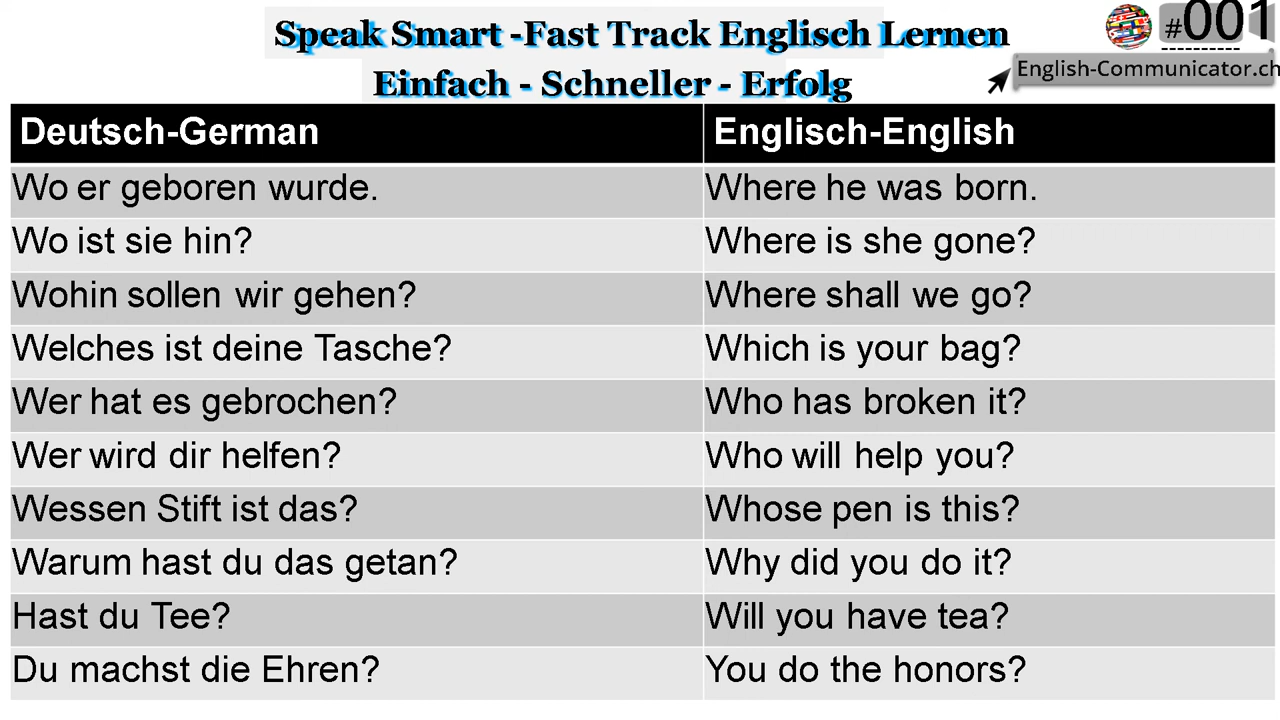 Speak Smart -Fast Track Englisch Lernen
Einfach - Schneller - Erfolg
#001
English-Communicator.ch
Deutsch-German Englisch-English
Wo er geboren wurde. Where he was born.
Wo ist sie hin? Where is she gone?
Wohin sollen wir gehen? Where shall we go?
Welches ist deine Tasche? Which is your bag?
Wer hat es gebrochen? Who has broken it?
Wer wird dir helfen? Who will help you?
Wessen Stift ist das? Whose pen is this?
Warum hast du das getan? Why did you do it?
Hast du Tee? Will you have tea?
Du machst die Ehren? You do the honors?